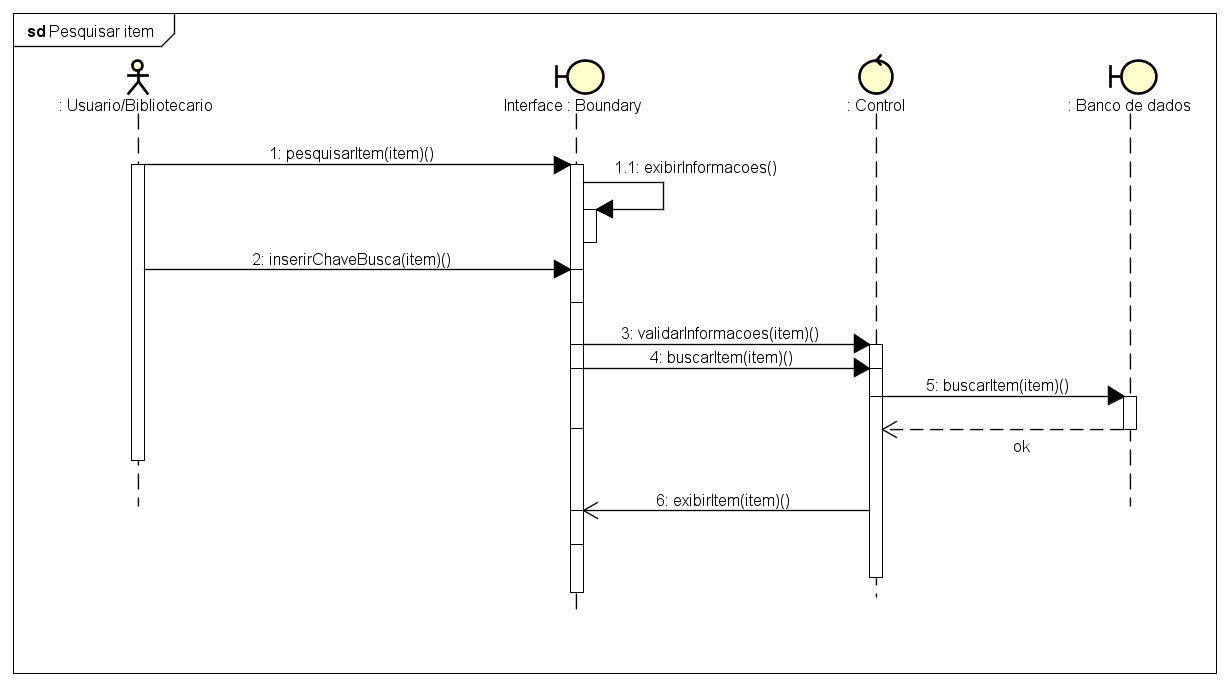 sd Pesquisar item
: Usuario/Bibliotecario
Interface : Boundary
: Control
: Banco de dados
1: pesquisarItem(item)()
1.1: exibirInformacoes()
2: inserirChaveBusca(item)()
3: validarInformacoes(item)()
4: buscarItem(item)()
5: buscarItem(item)()
ok
6: exibirItem(item)()